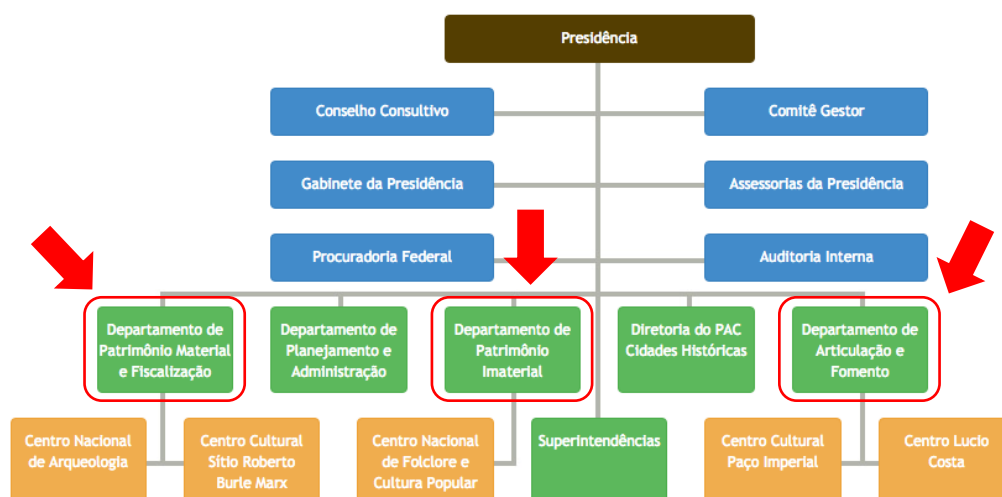 Presidência
Conselho Consultivo
Comitê Gestor
Gabinete da Presidência
Assessorias da Presidência
Procuradoria Federal
Auditoria Interna
Departamento de
Patrimônio Material
e Fiscalização
Departamento de
Planejamento e
Administração
Departamento de
Patrimônio
Imaterial
Diretoria do PAC
Cidades Históricas
Departamento de
Articulação e
Fomento
Centro Nacional
de Arqueologia
Centro Cultural
Sítio Roberto
Burle Marx
Centro Nacional
de Folclore e
Cultura Popular
Superintendências
Centro Cultural
Paço Imperial
Centro Lucio
Costa